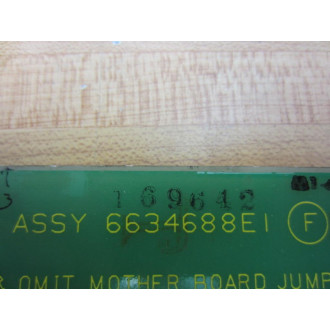 169642
ASSY 6634688E1 F
OMIT MOTHER BOARD JUMP